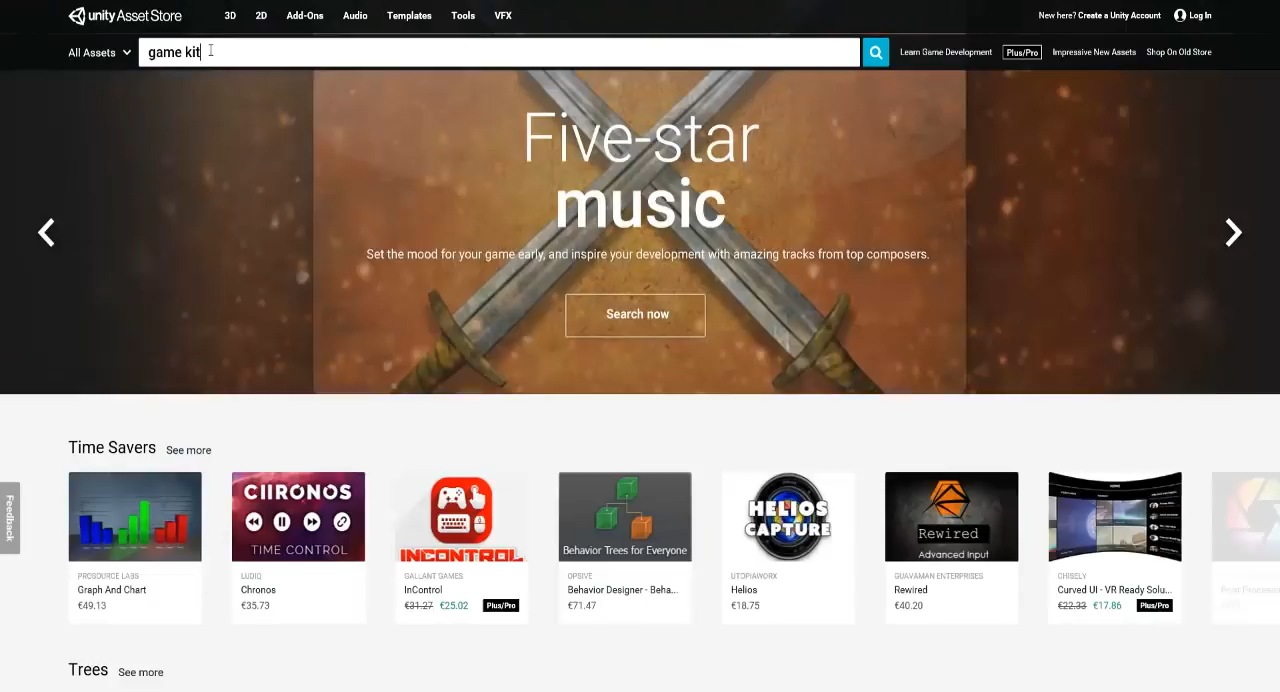 unity Asset Store
3D 2D Add-Ons Audio Templates Tools VFX
New here? Create a Unity Account Log In
All Assets
game kit
Learn Game Development Plus/Pro Impressive New Assets Shop On Old Store
Five-star
music
Set the mood for your game early, and inspire your development with amazing tracks from top composers.
Search now
Feedback
Time Savers See more
Behavior Trees for Everyone
CHRONOS
TIME CONTROL
INCONTROL
HELIOS
CAPTURE
Rewired
Advanced Input
PROSOURCE LABS
Graph And Chart
€49.13
LUDIQ
Chronos
€35.73
GALLANT GAMES
InControl
€31.27 €25.02 Plus/Pro
OPSIVE
Behavior Designer - Beha...
€71.47
UTOPIAWORX
Helios
€18.75
GUAVAMAN ENTERPRISES
Rewired
€40.20
CHISELY
Curved UI - VR Ready Solu...
€22.33 €17.86 Plus/Pro
Trees See more